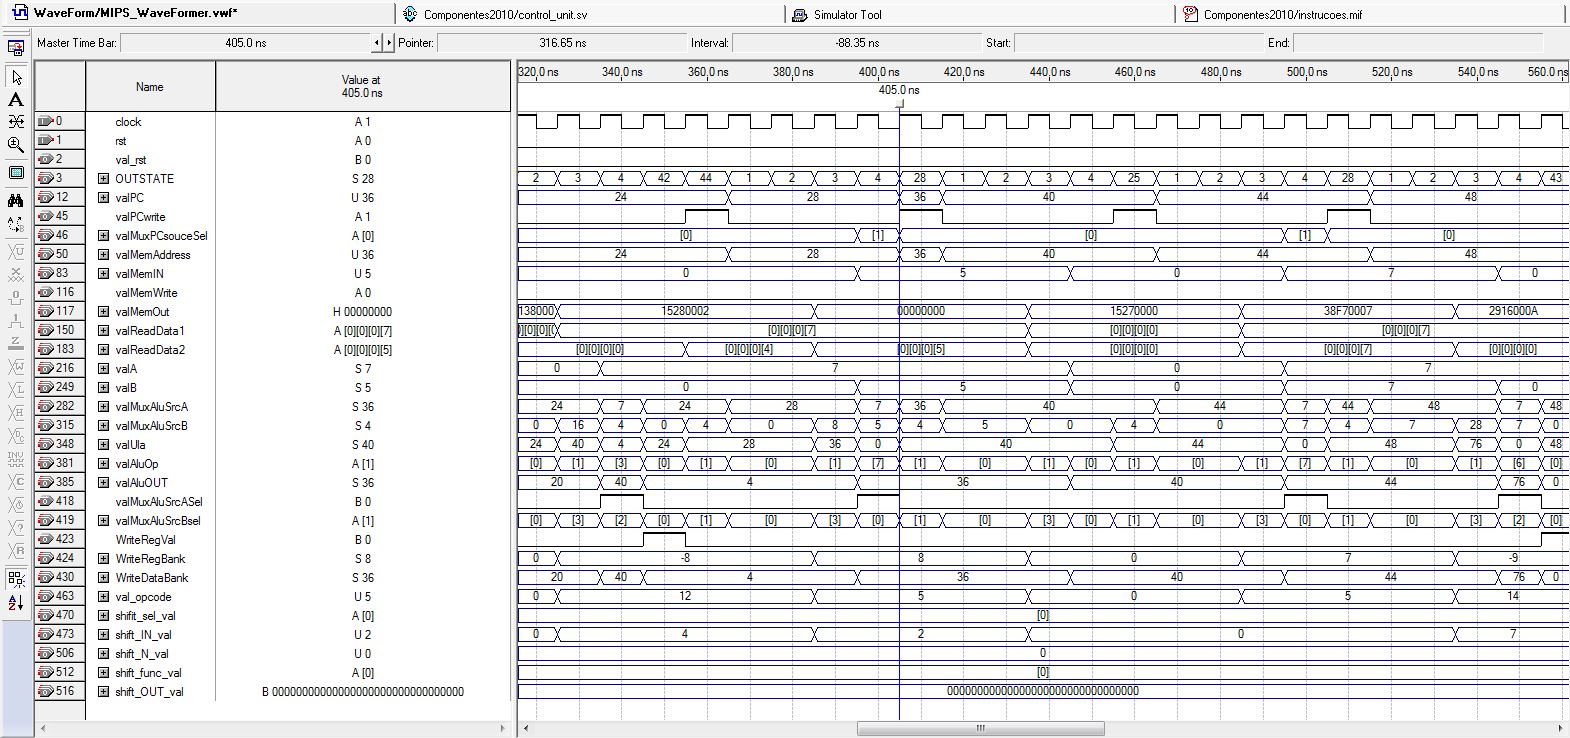 WaveForm/MIPS_WaveFormer.vwf*
Componentes2010/control_unit.sv
Simulator Tool
Componentes2010/instrucoes.mif
Master Time Bar: 405.0 ns Pointer: 316.65 ns Interval: -88.35 ns Start: End:
Name Value at 405.0 ns 320.0 ns 340.0 ns 360.0 ns 380.0 ns 400.0 ns 420.0 ns 440.0 ns 460.0 ns 480.0 ns 500.0 ns 520.0 ns 540.0 ns 560.0 ns
405.0 ns
0 clock A 1
1 rst A 0
2 val_rst B 0
3 OUTSTATE S 28 2 3 4 42 44 1 2 3 4 28 1 2 3 4 25 1 2 3 4 28 1 2 3 4 43
12 valPC U 36 24 28 36 40 44 48
45 valPCwrite A 1
46 valMuxPCsouceSel A [0] [0] [1] [0] [1] [0]
50 valMemAddress U 36 24 28 36 40 44 48
83 valMemIN U 5 0 5 0 7 0
116 valMemWrite A 0
117 valMemOut H 00000000 138000 15280002 00000000 15270000 38F70007 2916000A
150 valReadData1 A [0][0][0][7] [0][0][0][7] [0][0][0][0] [0][0][0][7]
183 valReadData2 A [0][0][0][5] [0][0][0][0] [0][0][0][4] [0][0][0][5] [0][0][0][0] [0][0][0][7] [0][0][0][0]
216 valA S 7 0 7 0 7
249 valB S 5 0 5 0 7 0
282 valMuxAluSrcA S 36 24 7 24 28 7 36 40 44 7 44 48 7 48
315 valMuxAluSrcB S 4 0 16 4 0 4 0 8 5 4 5 0 4 0 7 4 7 28 7 0
348 valUla S 40 24 40 4 24 28 36 0 40 44 0 48 76 0 48
381 valAluOp A [1] [0] [1] [3] [0] [1] [0] [1] [7] [1] [0] [1] [0] [1] [0] [1] [7] [1] [0] [1] [6] [0]
385 valAluOUT S 36 20 40 4 36 40 44 76 0
418 valMuxAluSrcASel B 0
419 valMuxAluSrcBsel A [1] [0] [3] [2] [0] [1] [0] [3] [0] [1] [0] [3] [0] [1] [0] [3] [0] [1] [0] [3] [2] [0]
423 WriteRegVal B 0
424 WriteRegBank S 8 0 -8 8 0 7 -9
430 WriteDataBank S 36 20 40 4 36 40 44 76 0
463 val_opcode U 5 0 12 5 0 5 14
470 shifit_sel_val A [0] [0]
473 shift_IN_val U 2 0 4 2 0 7
506 shift_N_val U 0 0
512 shift_func_val A [0] [0]
516 shift_OUT_val B 00000000000000000000000000000000 00000000000000000000000000000000